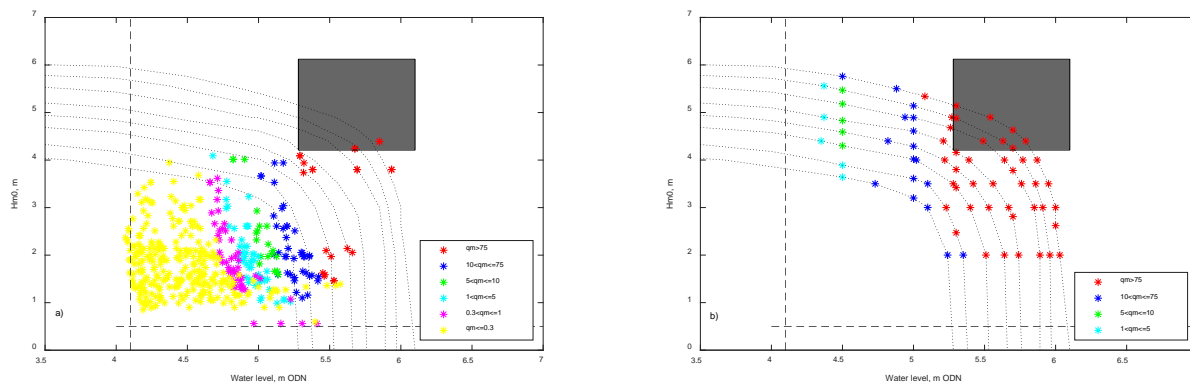 7
6
5
4
3
2
1
0
Hm0, m
a)
qm>75
10<qm<=75
5<qm<=10
1<qm<=5
0.3<qm<=1
qm<=0.3
3.5 4 4.5 5 5.5 6 6.5 7
Water level, m ODN
7
6
5
4
3
2
1
0
Hm0, m
b)
qm>75
10<qm<=75
5<qm<=10
1<qm<=5
3.5 4 4.5 5 5.5 6 6.5
Water level, m ODN